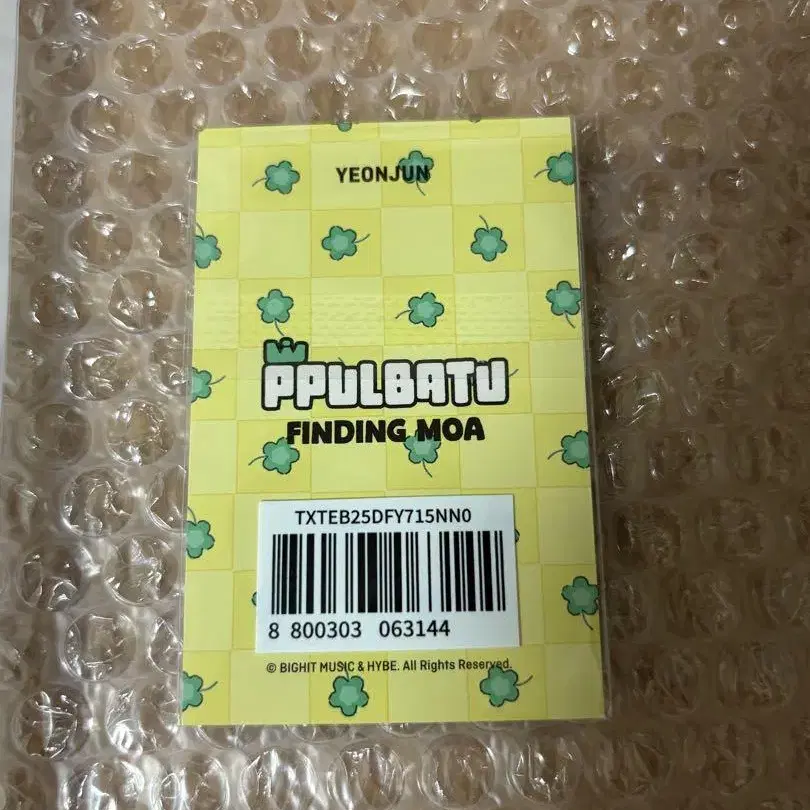 YEONJUN
PPULBATU
FINDING MOA
TXTEB25DFY715NN0
8 800303 063144
© BIGHIT MUSIC & HYBE. All Rights Reserved.